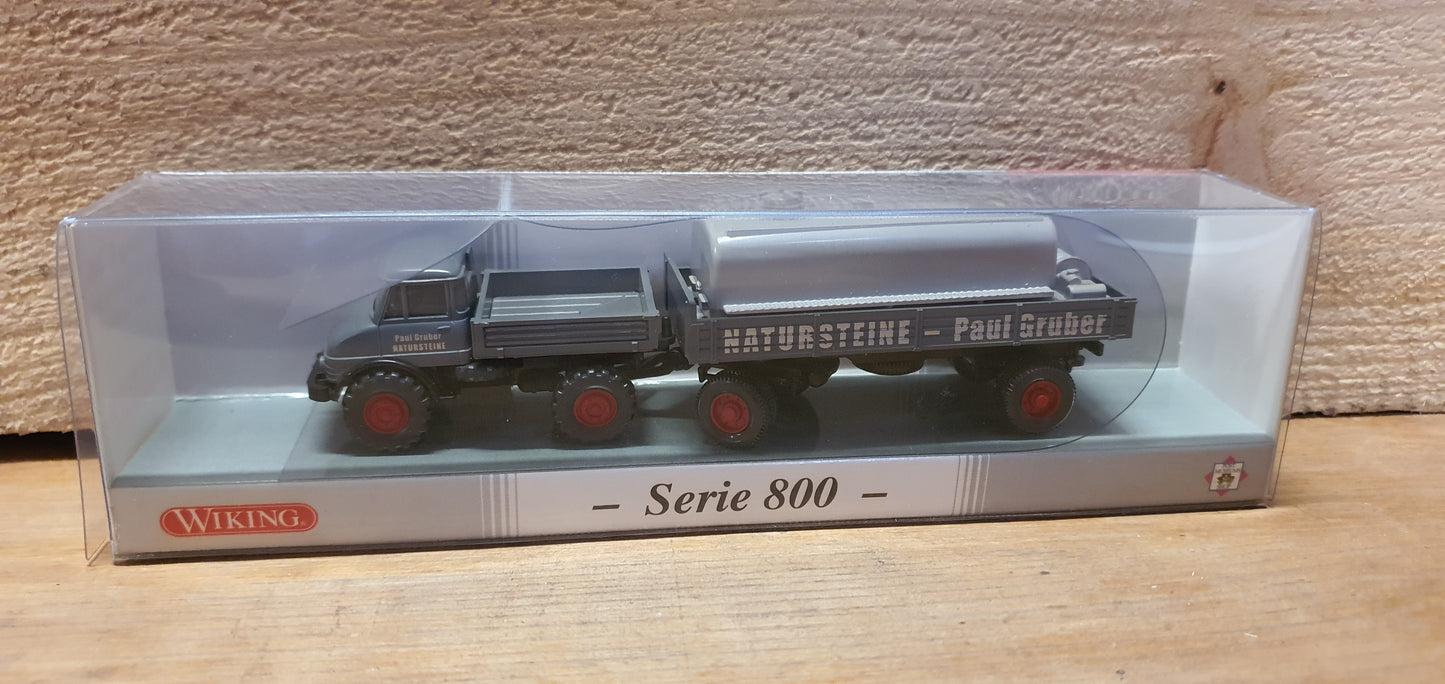 Paul Gruber
NATURSTEINE
NATURSTEINE – Paul Gruber
WIKING
– Serie 800 –